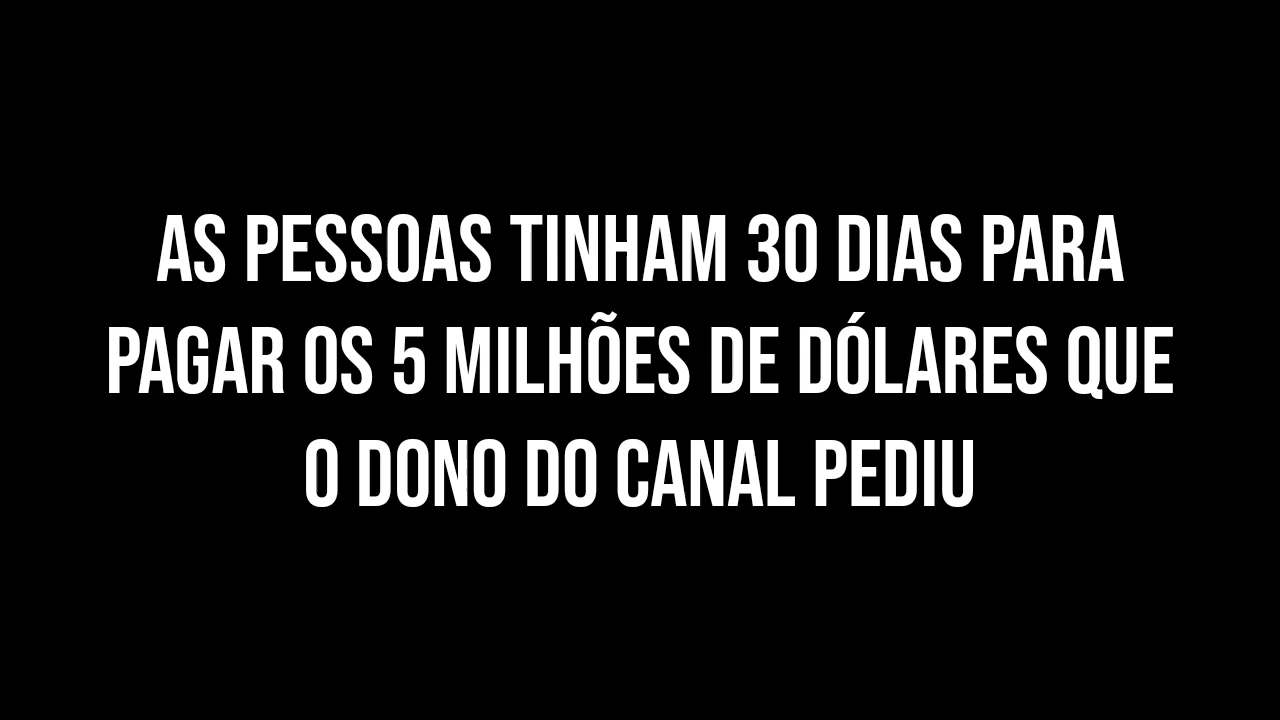 AS PESSOAS TINHAM 30 DIAS PARA
PAGAR OS 5 MILHÕES DE DÓLARES QUE
O DONO DO CANAL PEDIU